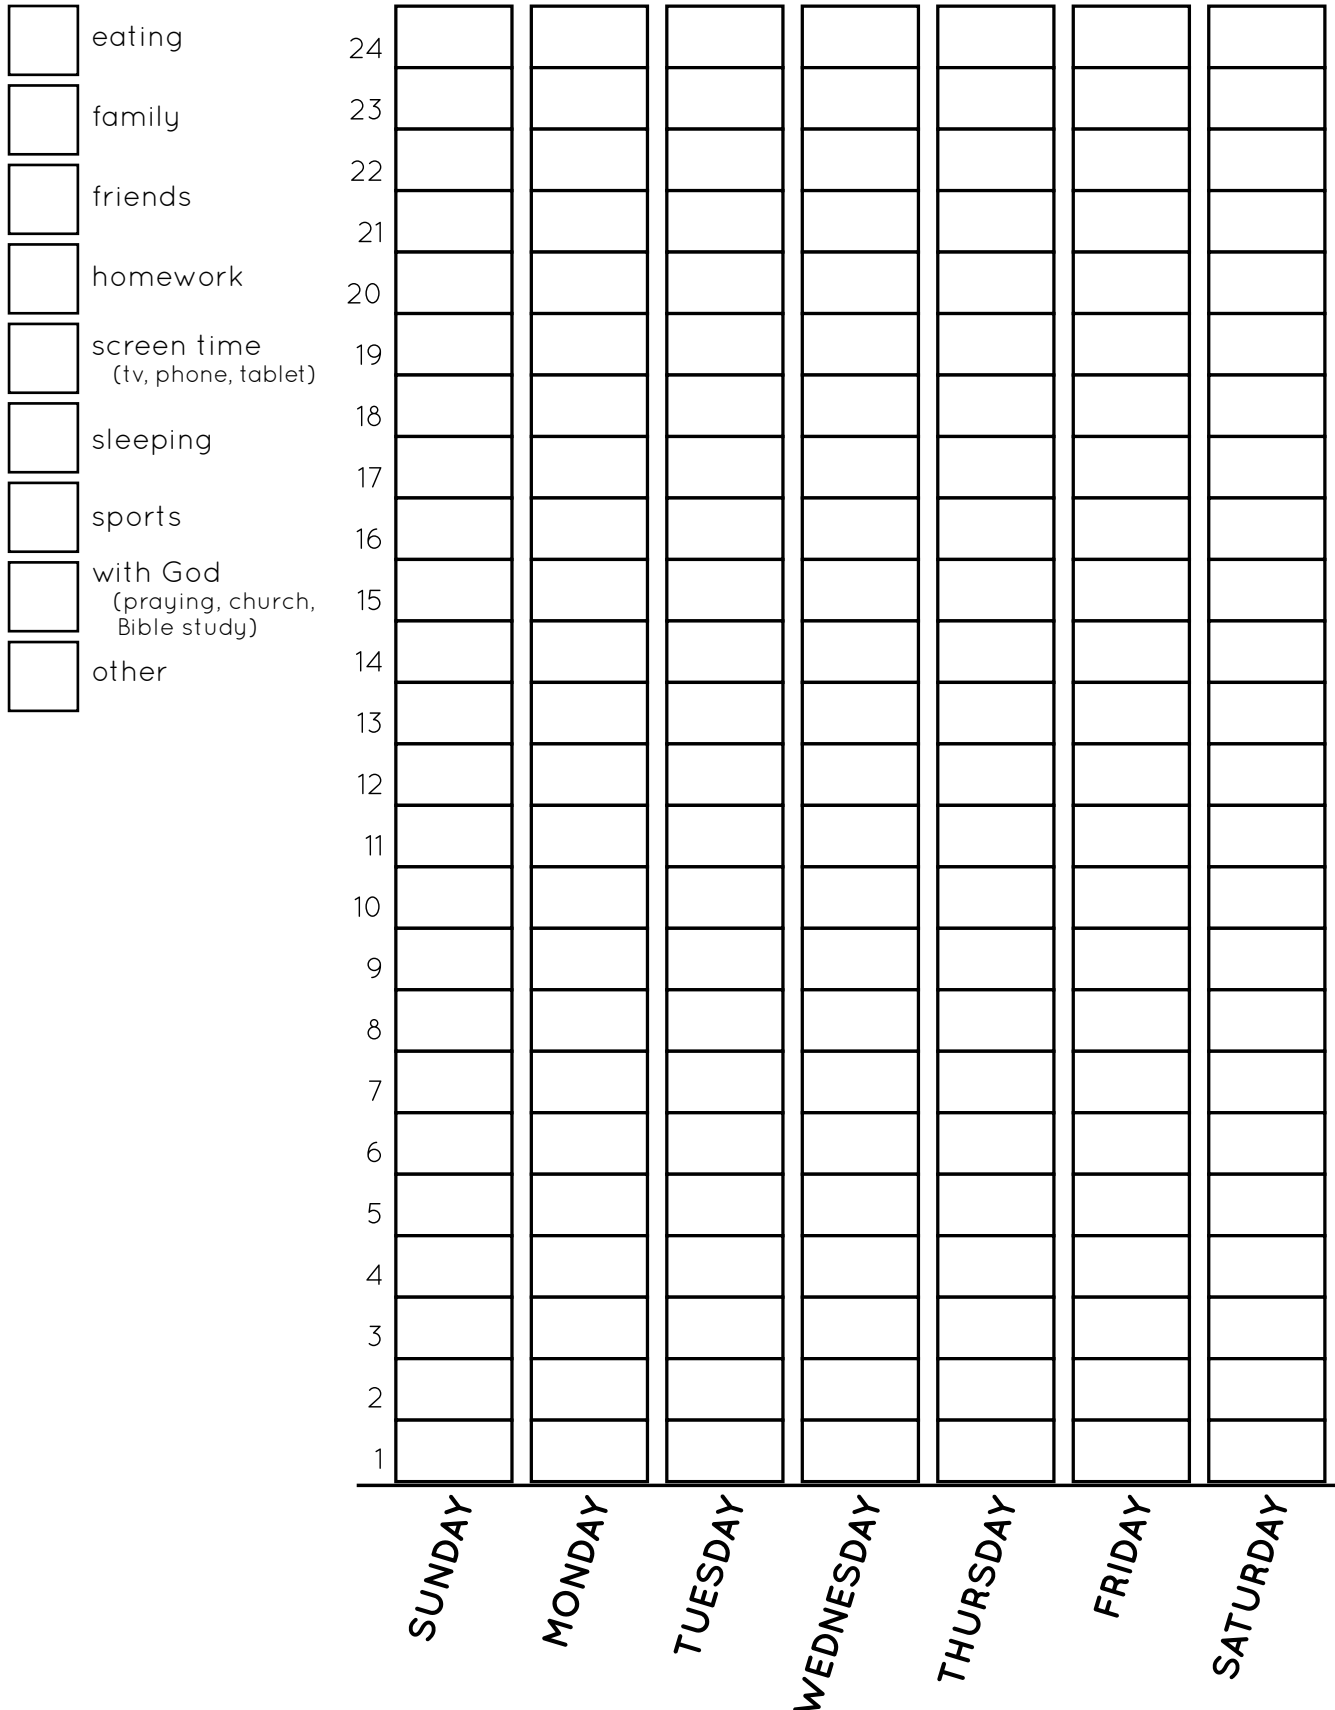 eating
family
friends
homework
screen time
(tv, phone, tablet)
sleeping
sports
with God
(praying, church,
Bible study)
other
24
23
22
21
20
19
18
17
16
15
14
13
12
11
10
9
8
7
6
5
4
3
2
1
SUNDAY
MONDAY
TUESDAY
WEDNESDAY
THURSDAY
FRIDAY
SATURDAY